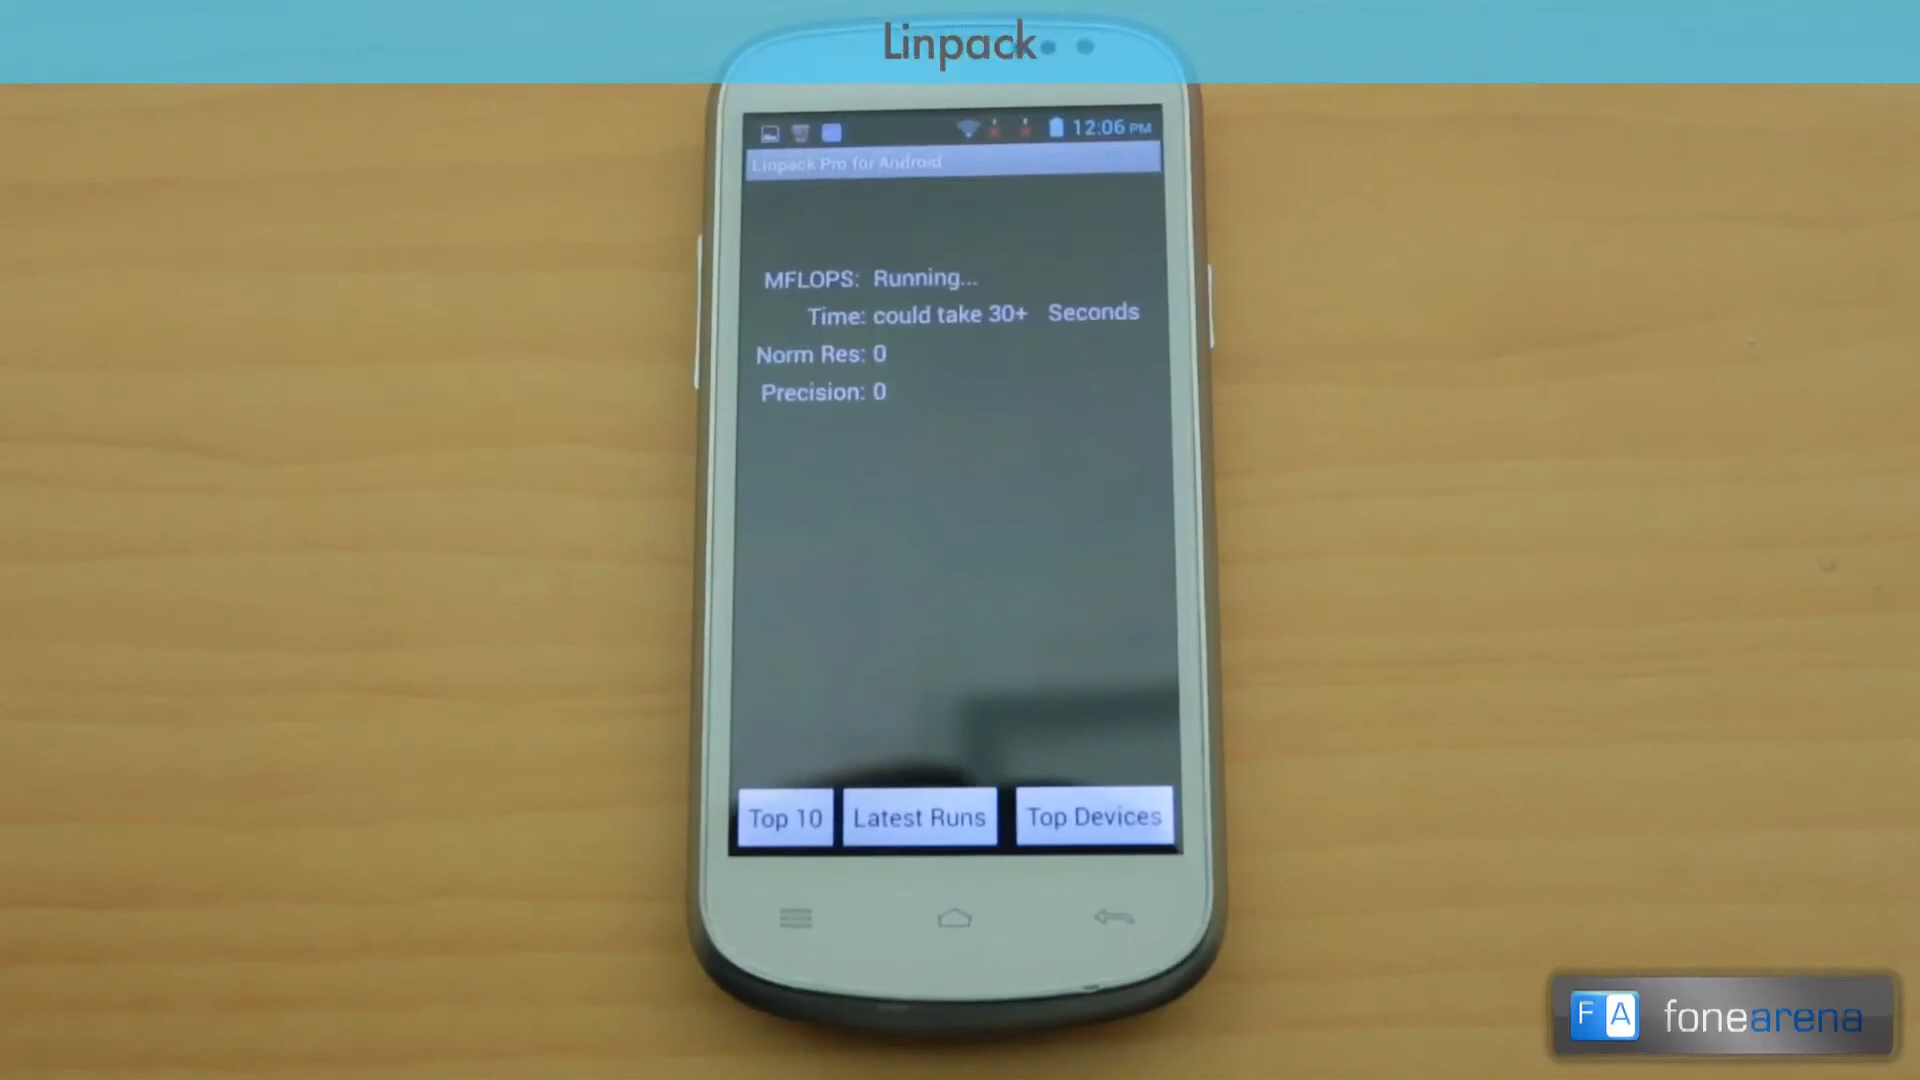 Linpack
12:06 PM
Linpack Pro for Android
MFLOPS: Running...
Time: could take 30+ Seconds
Norm Res: 0
Precision: 0
Top 10 Latest Runs Top Devices
FA fonearena